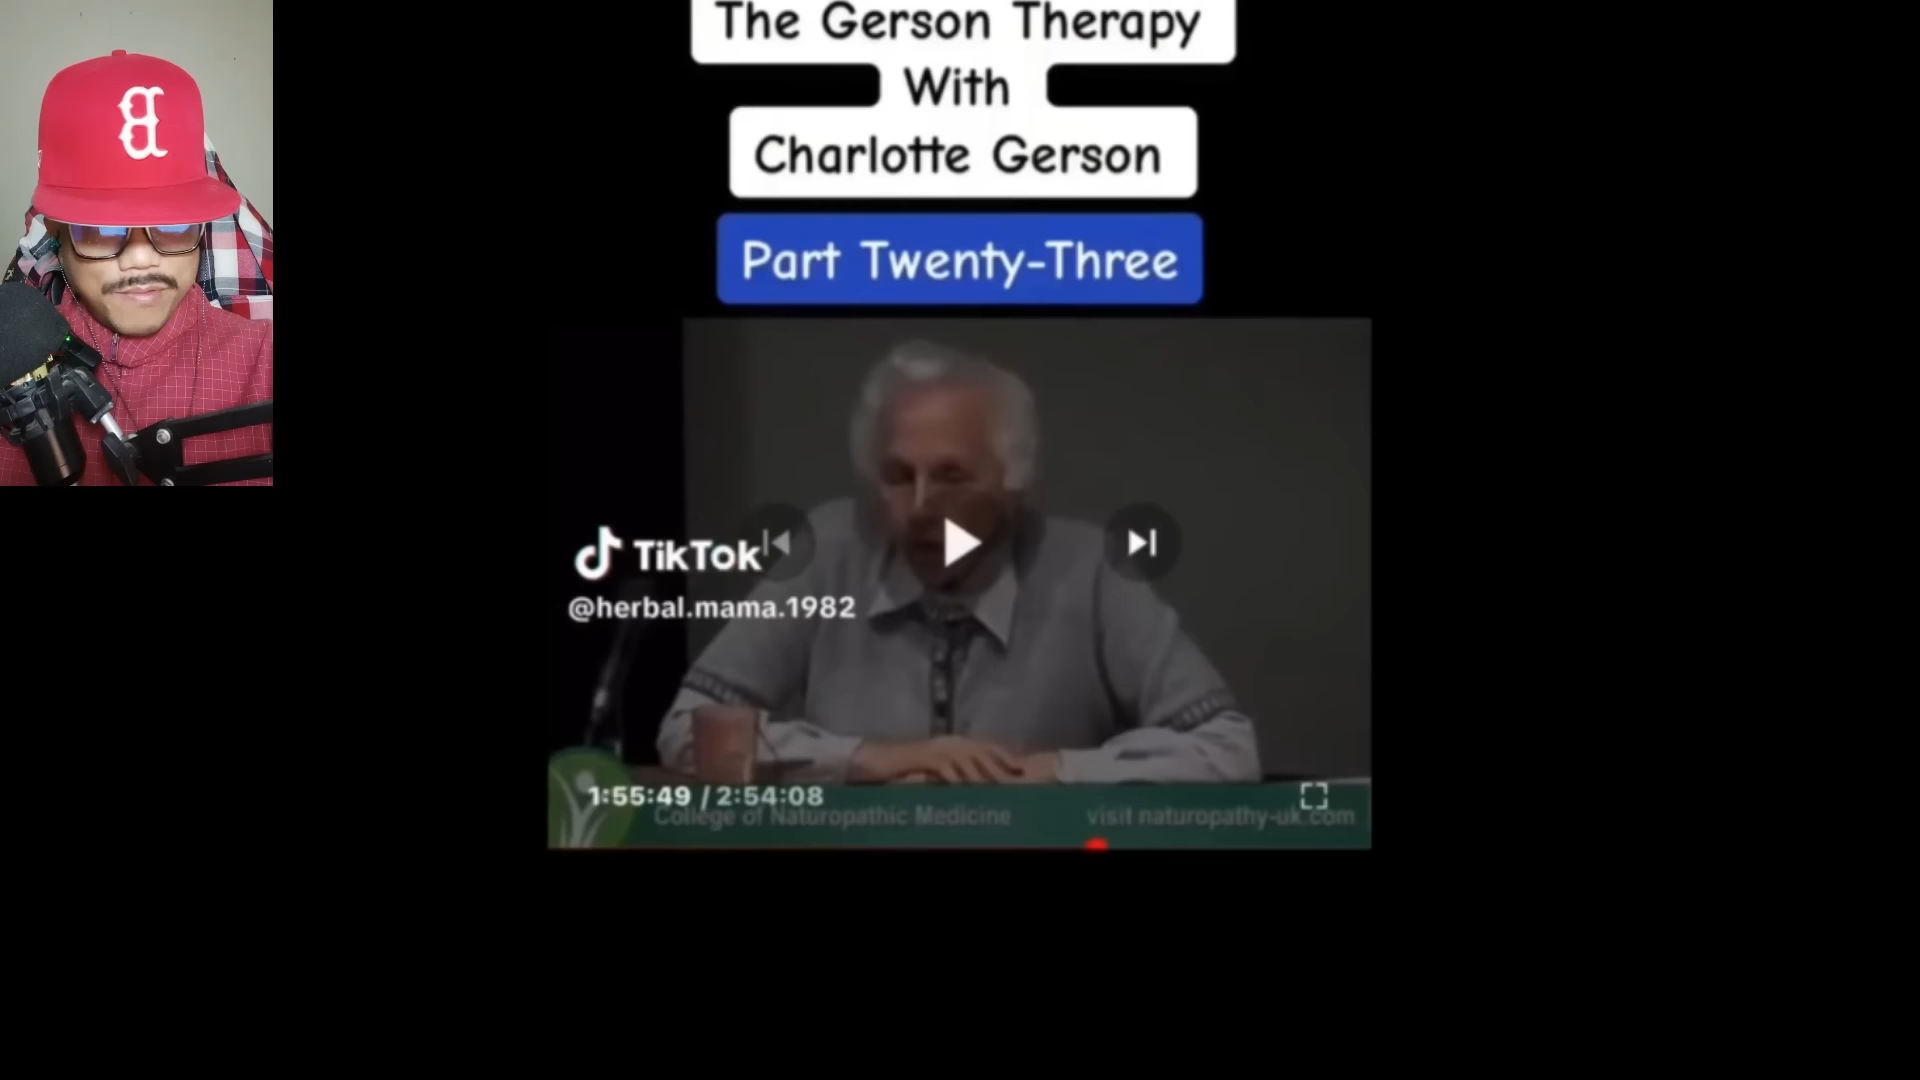 The Gerson Therapy
With
Charlotte Gerson
Part Twenty-Three
TikTok
@herbal.mama.1982
1:55:49 / 2:54:08
College of Naturopathic Medicine
visit naturopathy-uk.com
B